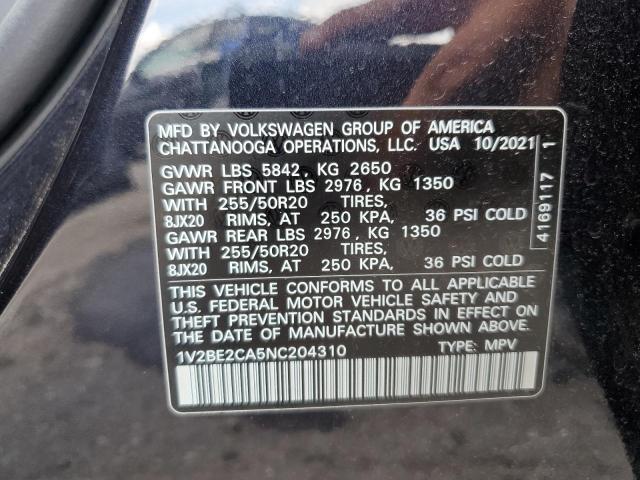 MFD BY VOLKSWAGEN GROUP OF AMERICA
CHATTANOOGA OPERATIONS, LLC. USA 10/2021
GVWR LBS 5842, KG 2650
GAWR FRONT LBS 2976, KG 1350
WITH 255/50R20 TIRES,
8JX20 RIMS, AT 250 KPA, 36 PSI COLD
GAWR REAR LBS 2976, KG 1350
WITH 255/50R20 TIRES,
8JX20 RIMS, AT 250 KPA, 36 PSI COLD
THIS VEHICLE CONFORMS TO ALL APPLICABLE
U.S. FEDERAL MOTOR VEHICLE SAFETY AND
THEFT PREVENTION STANDARDS IN EFFECT ON
THE DATE OF MANUFACTURE SHOWN ABOVE.
1V2BE2CA5NC204310 TYPE: MPV
4169117 1